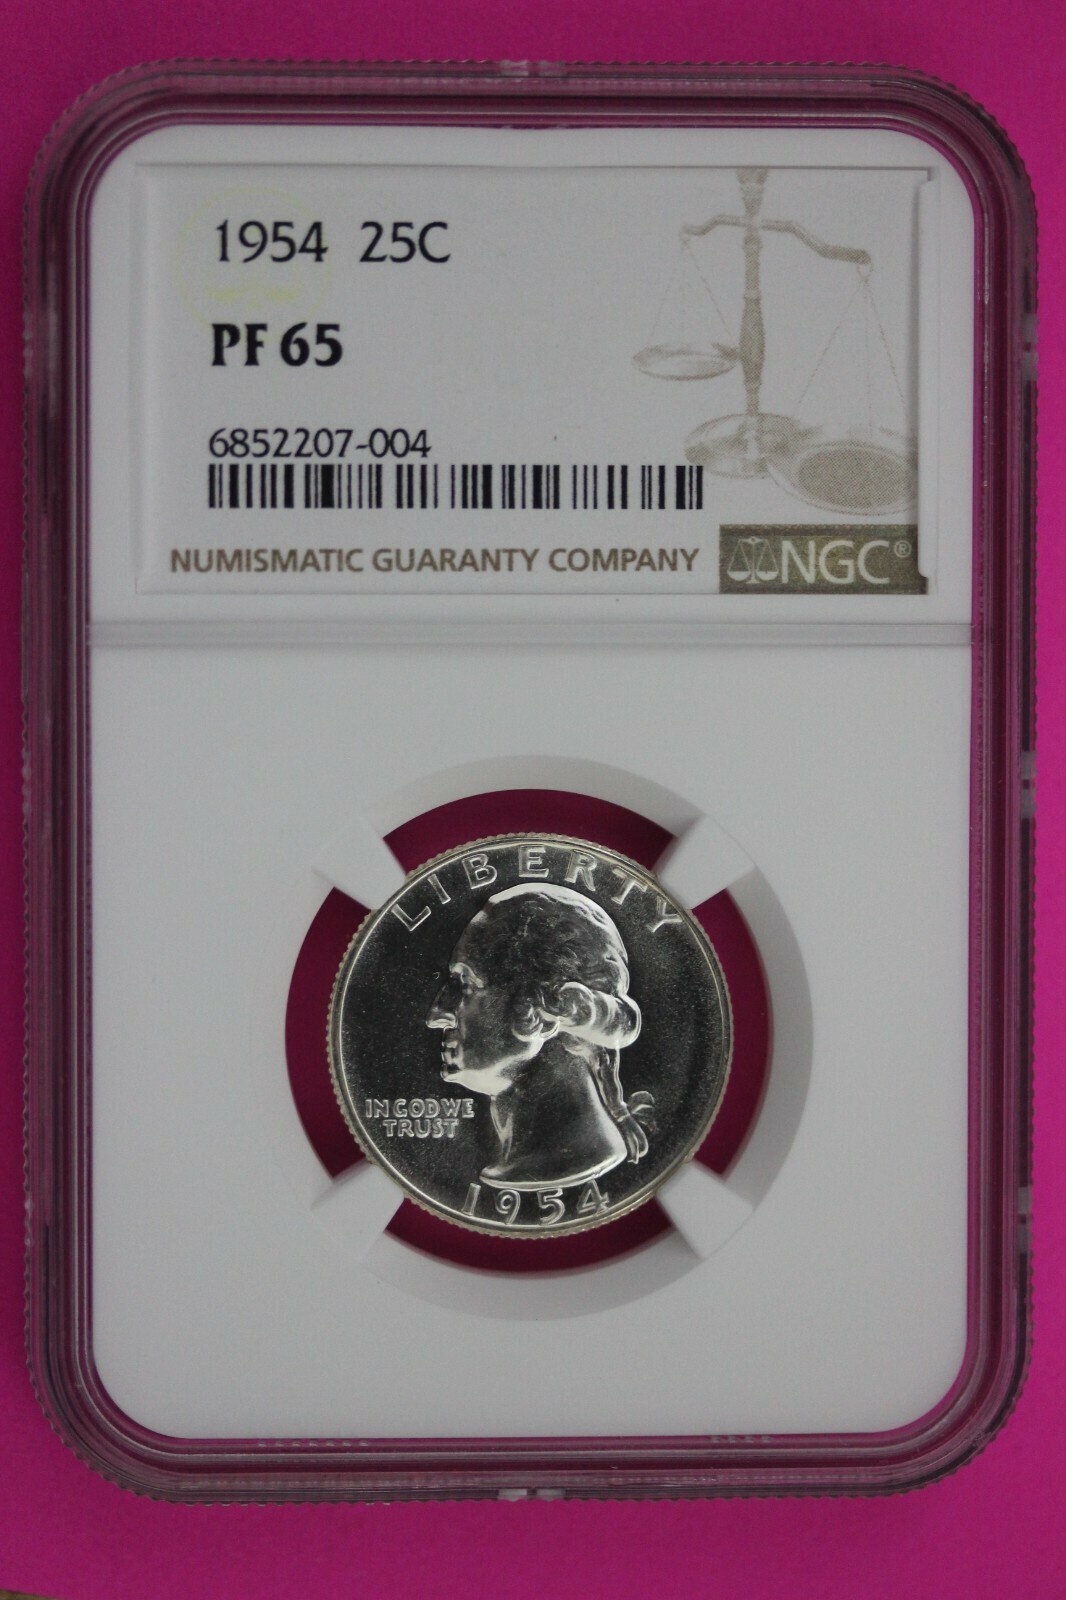 1954 25C
PF 65
6852207-004
NUMISMATIC GUARANTY COMPANY
NGC®
LIBERTY
IN GOD WE
TRUST
1954